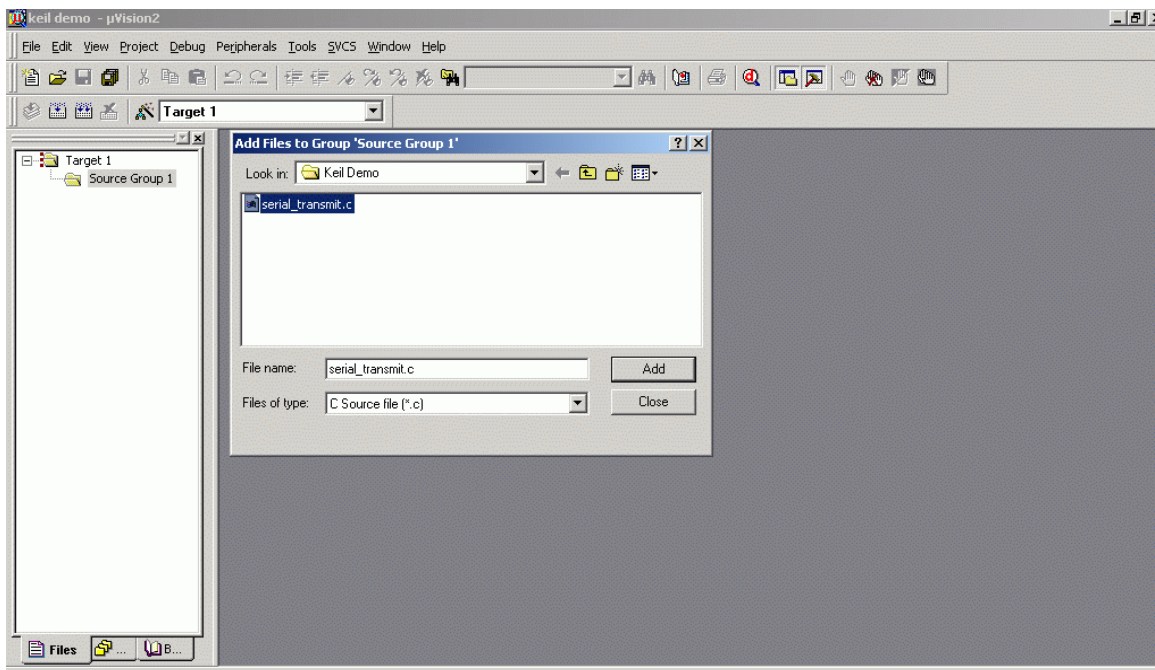 keil demo - µVision2
File Edit View Project Debug Peripherals Tools SVCS Window Help
Target 1
Add Files to Group 'Source Group 1'
Target 1
Source Group 1
Look in: Keil Demo
serial_transmit.c
File name: serial_transmit.c Add
Files of type: C Source file (*.c) Close
Files ... B...